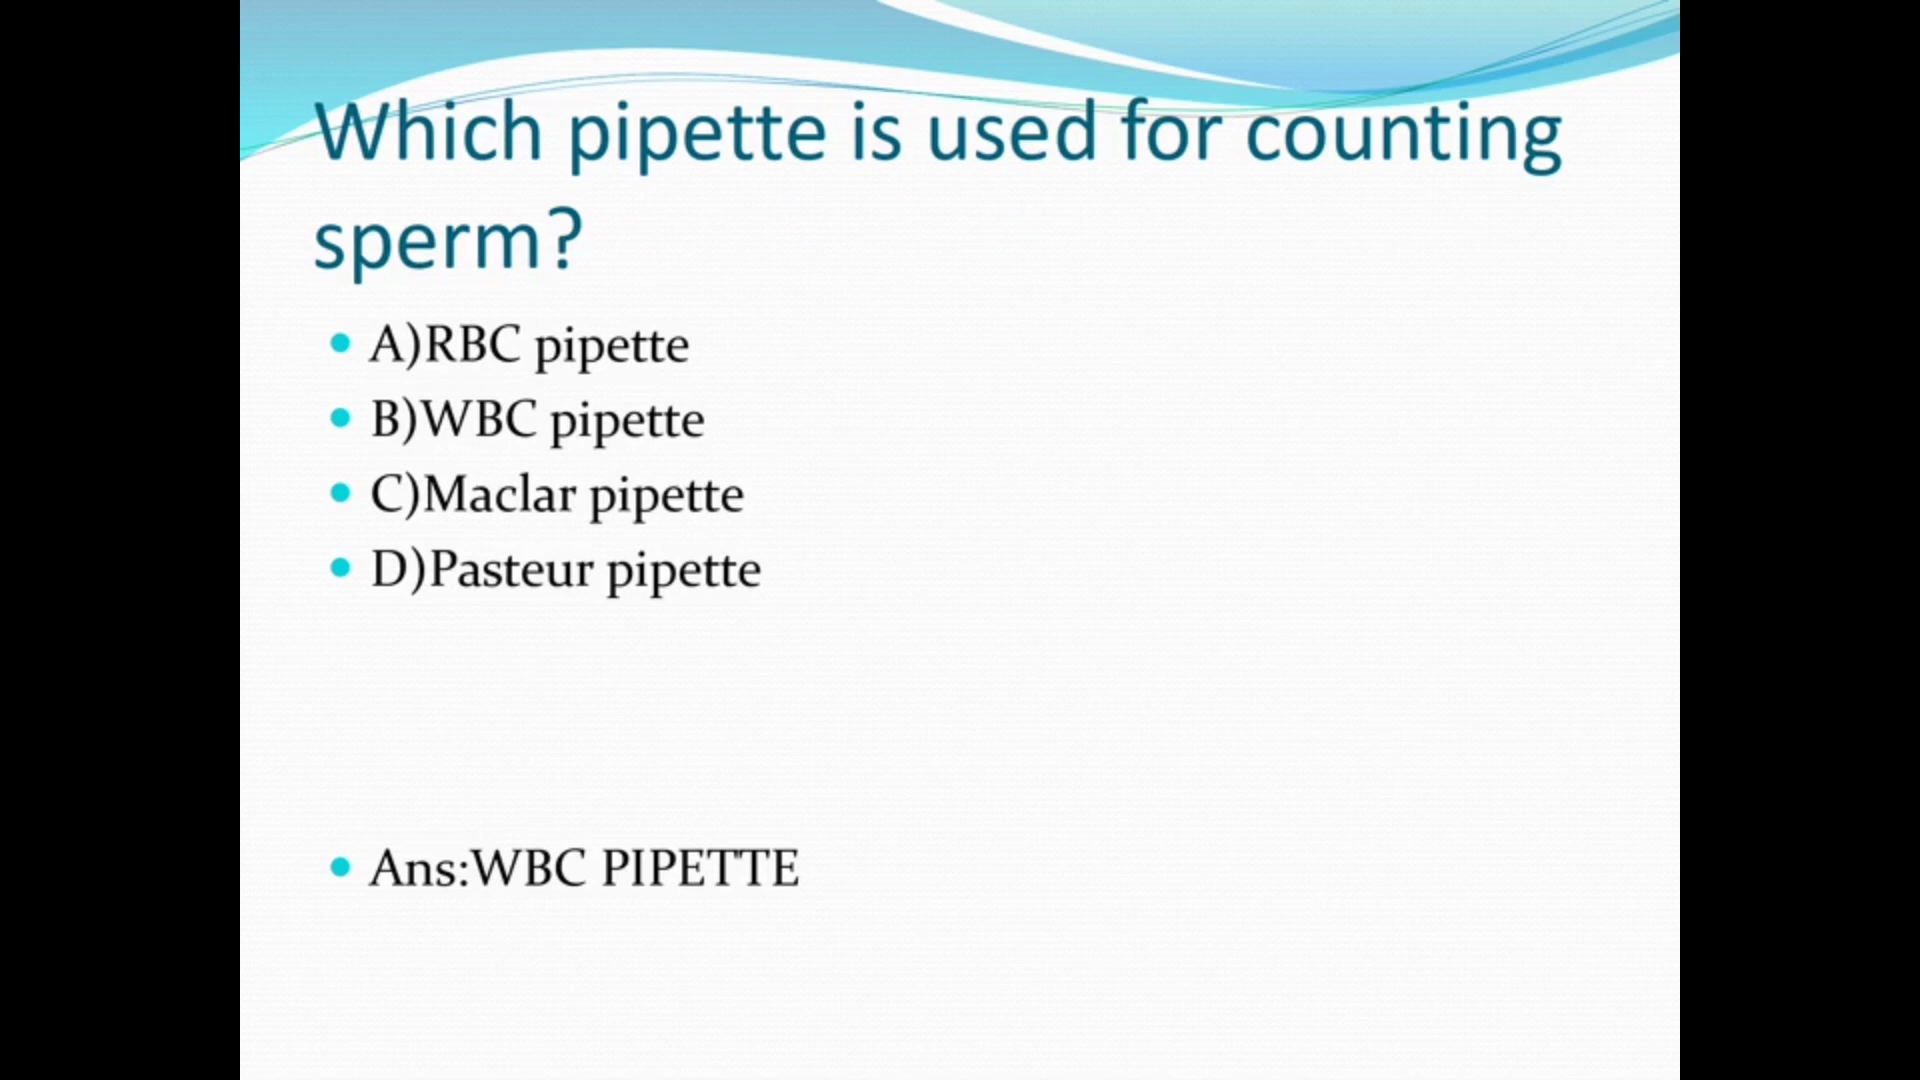 Which pipette is used for counting
sperm?
• A)RBC pipette
• B)WBC pipette
• C)Maclar pipette
• D)Pasteur pipette
• Ans:WBC PIPETTE